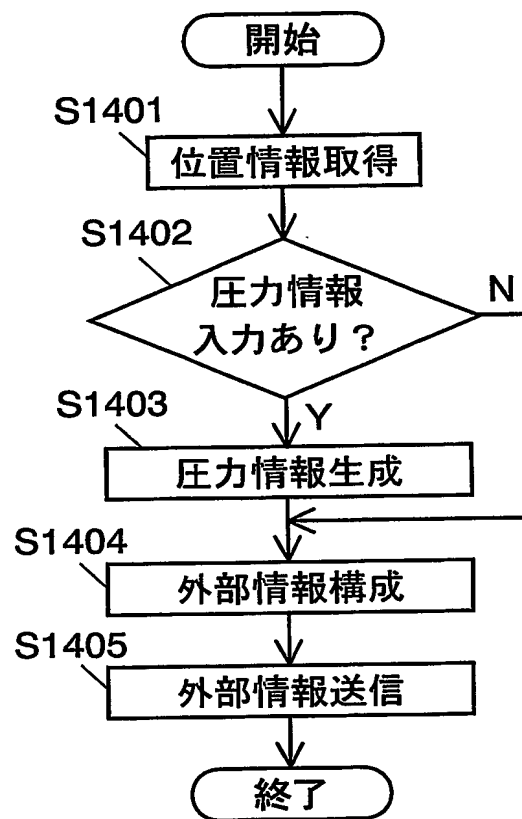 開始
S1401
位置情報取得
S1402
圧力情報
入力あり?
N
Y
S1403
圧力情報生成
S1404
外部情報構成
S1405
外部情報送信
終了